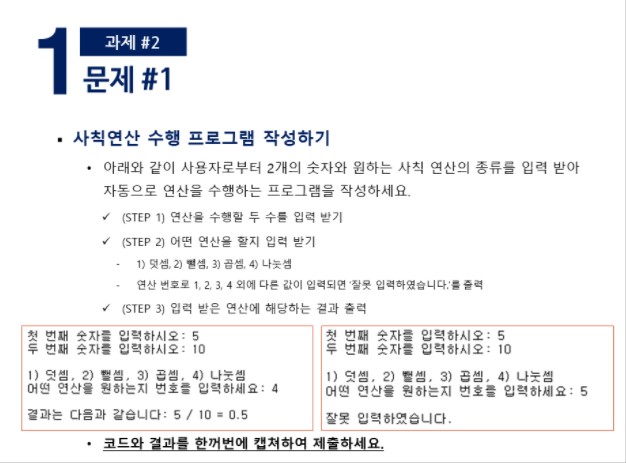 1
과제 #2
문제 #1
▪ 사칙연산 수행 프로그램 작성하기
• 아래와 같이 사용자로부터 2개의 숫자와 원하는 사칙 연산의 종류를 입력 받아
자동으로 연산을 수행하는 프로그램을 작성하세요.
✓ (STEP 1) 연산을 수행할 두 수를 입력 받기
✓ (STEP 2) 어떤 연산을 할지 입력 받기
- 1) 덧셈, 2) 뺄셈, 3) 곱셈, 4) 나눗셈
- 연산 번호로 1, 2, 3, 4 외에 다른 값이 입력되면 '잘못 입력하였습니다.'를 출력
✓ (STEP 3) 입력 받은 연산에 해당하는 결과 출력
첫 번째 숫자를 입력하시오: 5
두 번째 숫자를 입력하시오: 10
1) 덧셈, 2) 뺄셈, 3) 곱셈, 4) 나눗셈
어떤 연산을 원하는지 번호를 입력하세요: 4
결과는 다음과 같습니다: 5 / 10 = 0.5
첫 번째 숫자를 입력하시오: 5
두 번째 숫자를 입력하시오: 10
1) 덧셈, 2) 뺄셈, 3) 곱셈, 4) 나눗셈
어떤 연산을 원하는지 번호를 입력하세요: 5
잘못 입력하였습니다.
• 코드와 결과를 한꺼번에 캡쳐하여 제출하세요.